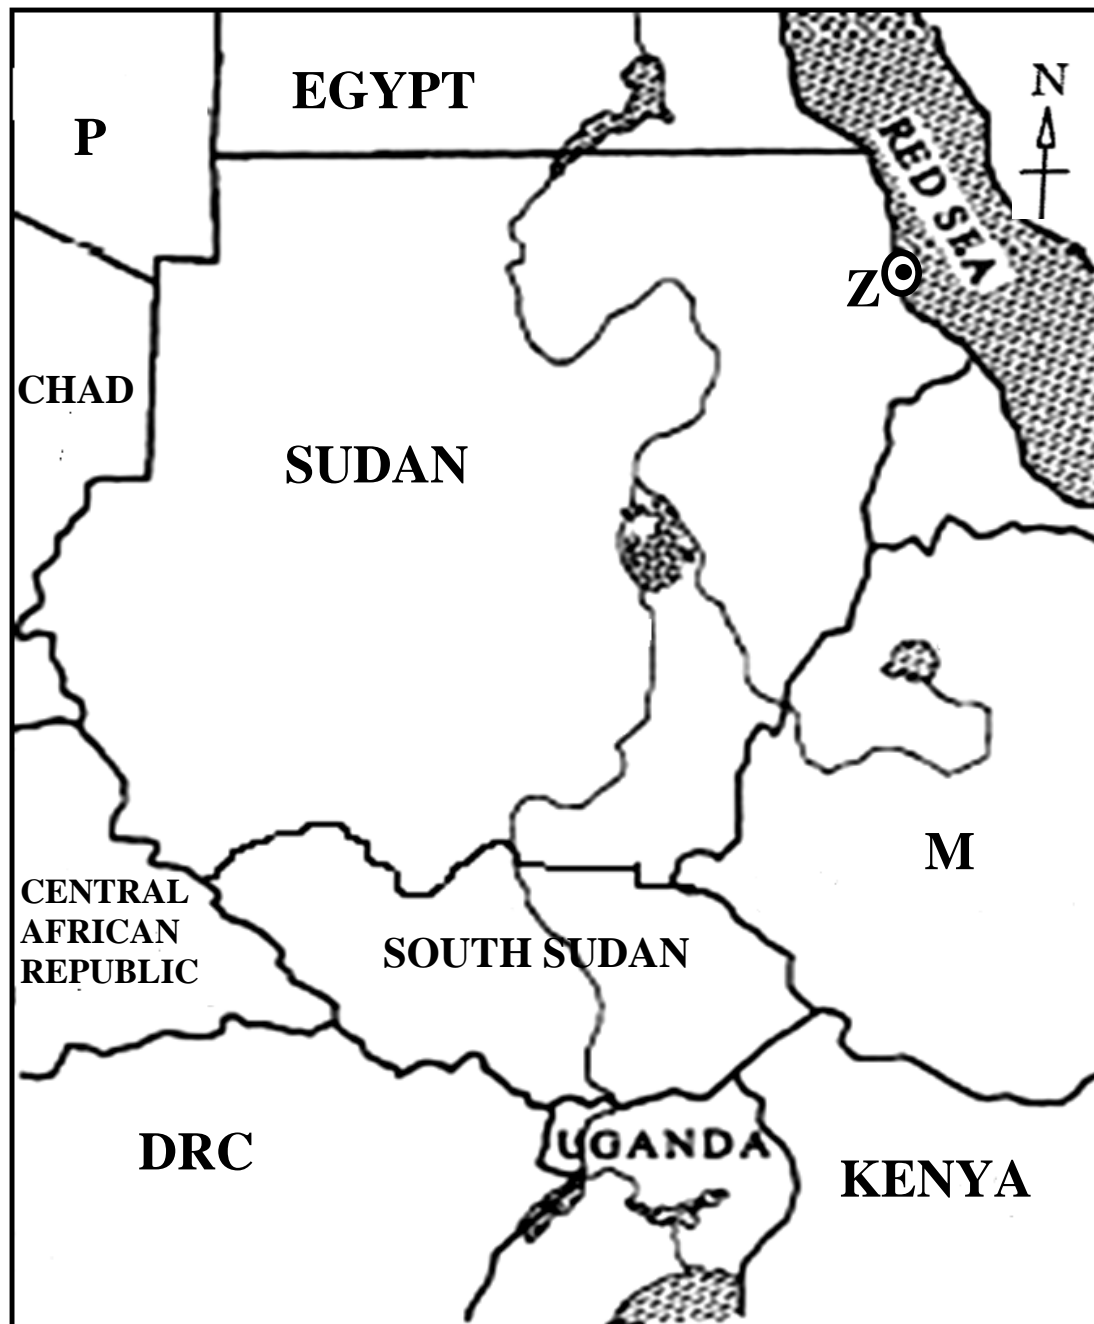 EGYPT
P
N
RED SEA
Z
CHAD
SUDAN
M
CENTRAL
AFRICAN
REPUBLIC
SOUTH SUDAN
DRC
UGANDA
KENYA